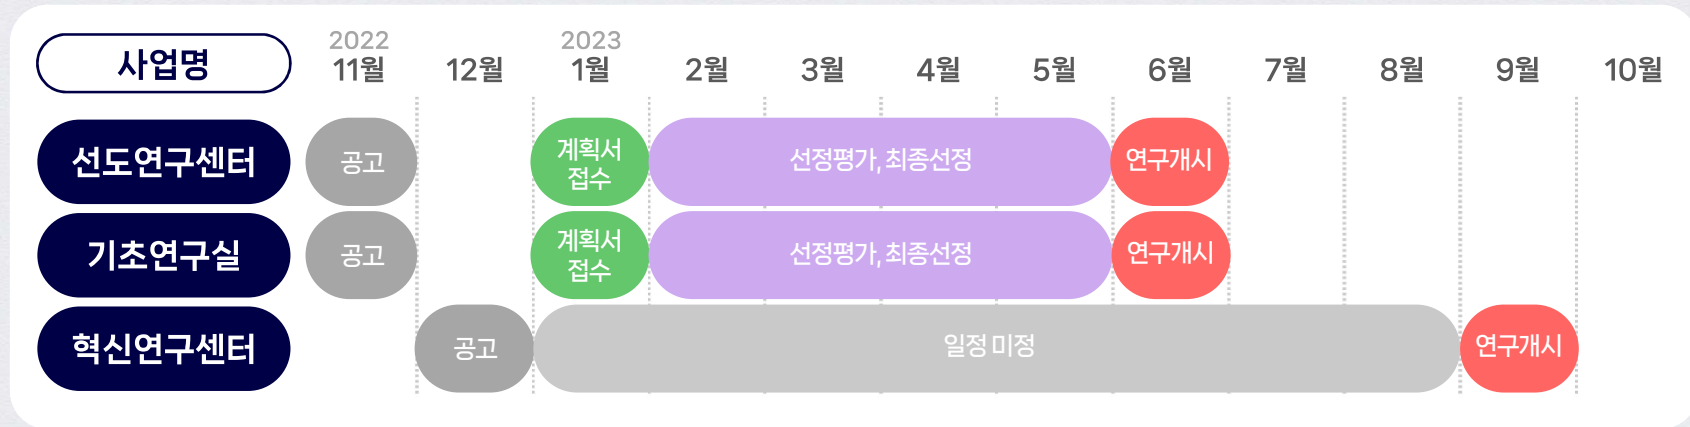 2022 2023
사업명 11월 12월 1월 2월 3월 4월 5월 6월 7월 8월 9월 10월
선도연구센터 공고 계획서 선정평가, 최종선정 연구개시
접수
기초연구실 공고 계획서 선정평가, 최종선정 연구개시
접수
혁신연구센터 공고 일정 미정 연구개시